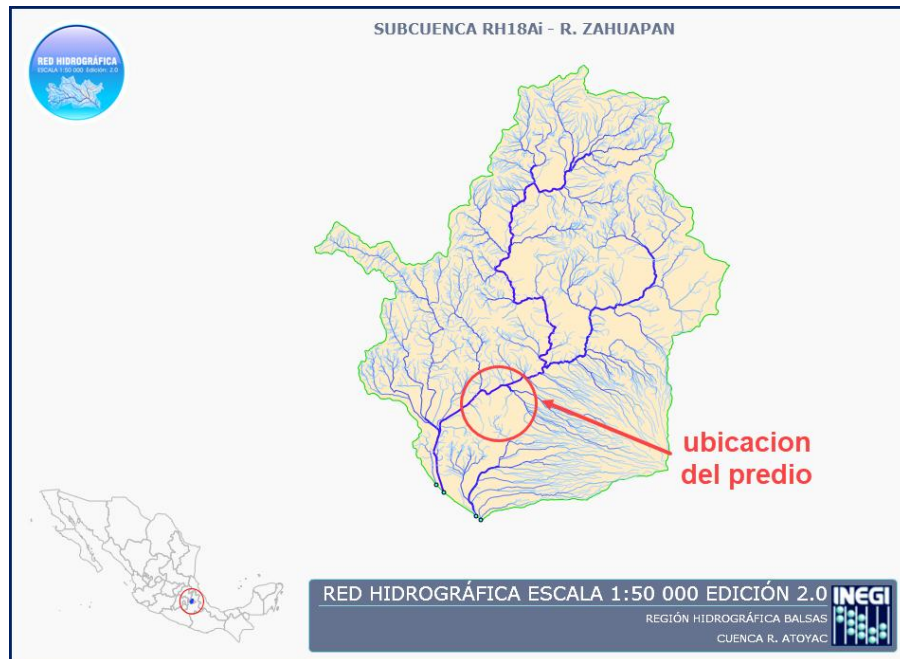 SUBCUENCA RH18Ai - R. ZAHUAPAN
RED HIDROGRÁFICA
ESCALA 1:50 000 Edición: 2.0
ubicacion
del predio
RED HIDROGRÁFICA ESCALA 1:50 000 EDICIÓN 2.0
INEGI
REGIÓN HIDROGRÁFICA BALSAS
CUENCA R. ATOYAC